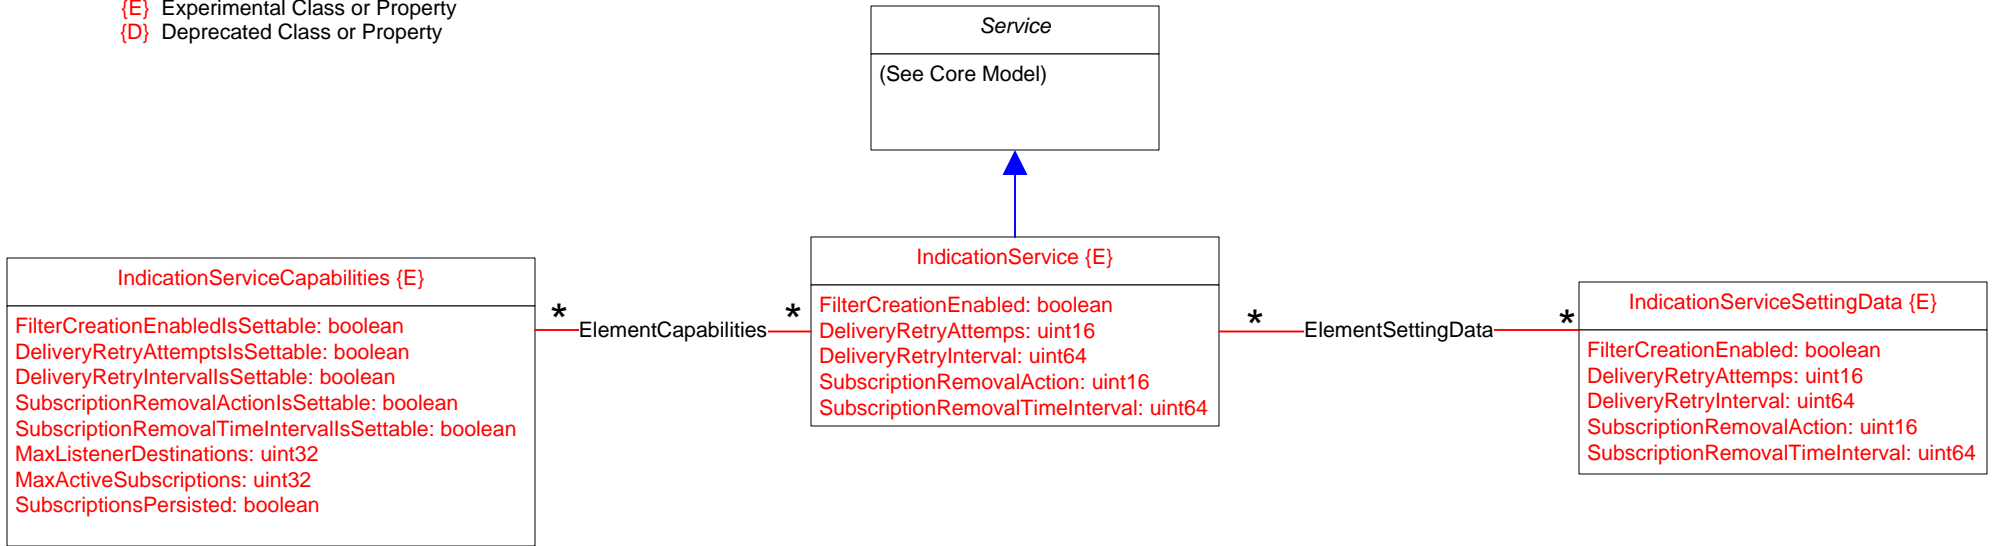 {E} Experimental Class or Property
{D} Deprecated Class or Property
Service
(See Core Model)
IndicationServiceCapabilities {E}
FilterCreationEnabledIsSettable: boolean
DeliveryRetryAttemptsIsSettable: boolean
DeliveryRetryIntervalIsSettable: boolean
SubscriptionRemovalActionIsSettable: boolean
SubscriptionRemovalTimeIntervalIsSettable: boolean
MaxListenerDestinations: uint32
MaxActiveSubscriptions: uint32
SubscriptionsPersisted: boolean
* ElementCapabilities *
IndicationService {E}
FilterCreationEnabled: boolean
DeliveryRetryAttemps: uint16
DeliveryRetryInterval: uint64
SubscriptionRemovalAction: uint16
SubscriptionRemovalTimeInterval: uint64
* ElementSettingData *
IndicationServiceSettingData {E}
FilterCreationEnabled: boolean
DeliveryRetryAttemps: uint16
DeliveryRetryInterval: uint64
SubscriptionRemovalAction: uint16
SubscriptionRemovalTimeInterval: uint64